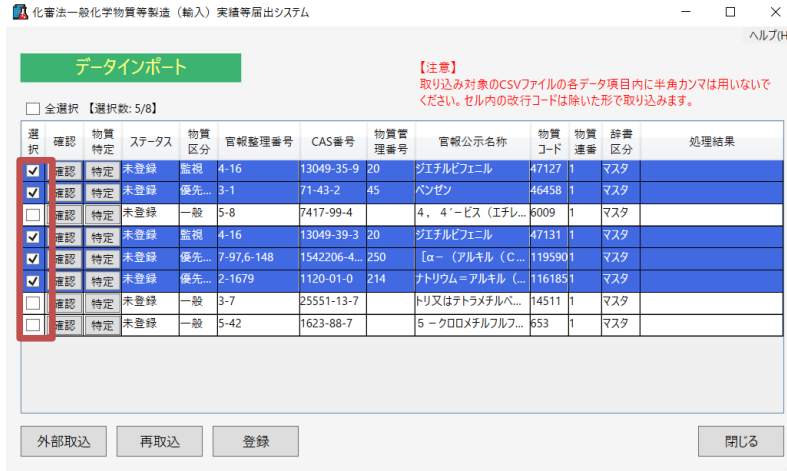 化審法一般化学物質等製造（輸入）実績等届出システム
ヘルプ(H
データインポート
【注意】
取り込み対象のCSVファイルの各データ項目内に半角カンマは用いないで
ください。セル内の改行コードは除いた形で取り込みます。
全選択 【選択数: 5/8】
選択 確認 物質特定 ステータス 物質区分 官報整理番号 CAS番号 物質管理番号 官報公示名称 物質コード 物質連番 辞書区分 処理結果
確認 特定 未登録 監視 4-16 13049-35-9 20 ジエチルビフェニル 47127 1 マスタ
確認 特定 未登録 優先... 3-1 71-43-2 45 ベンゼン 46458 1 マスタ
確認 特定 未登録 一般 5-8 7417-99-4 4，4′－ビス（エチレ... 6009 1 マスタ
確認 特定 未登録 監視 4-16 13049-39-3 20 ジエチルビフェニル 47131 1 マスタ
確認 特定 未登録 優先... 7-97,6-148 1542206-4... 250 [α－（アルキル（C... 1195901 マスタ
確認 特定 未登録 優先... 2-1679 1120-01-0 214 ナトリウム＝アルキル（... 1161851 マスタ
確認 特定 未登録 一般 3-7 25551-13-7 トリ又はテトラメチルベ... 14511 1 マスタ
確認 特定 未登録 一般 5-42 1623-88-7 ５－クロロメチルフルフ... 653 1 マスタ
外部取込 再取込 登録 閉じる